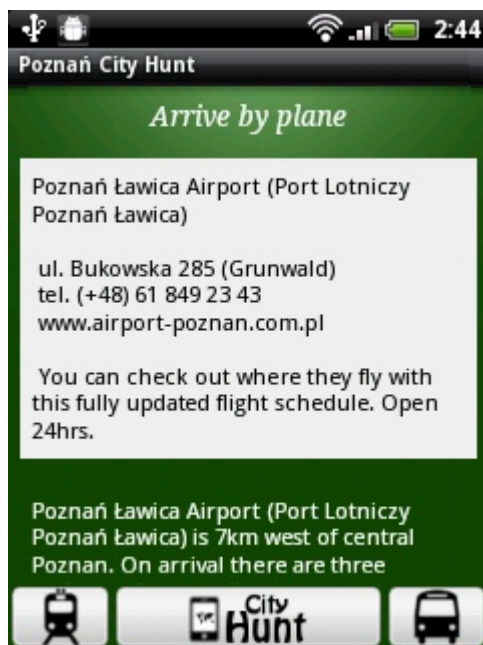 2:44
Poznań City Hunt
Arrive by plane
Poznań Ławica Airport (Port Lotniczy
Poznań Ławica)
ul. Bukowska 285 (Grunwald)
tel. (+48) 61 849 23 43
www.airport-poznan.com.pl
You can check out where they fly with
this fully updated flight schedule. Open
24hrs.
Poznań Ławica Airport (Port Lotniczy
Poznań Ławica) is 7km west of central
Poznan. On arrival there are three
City
Hunt